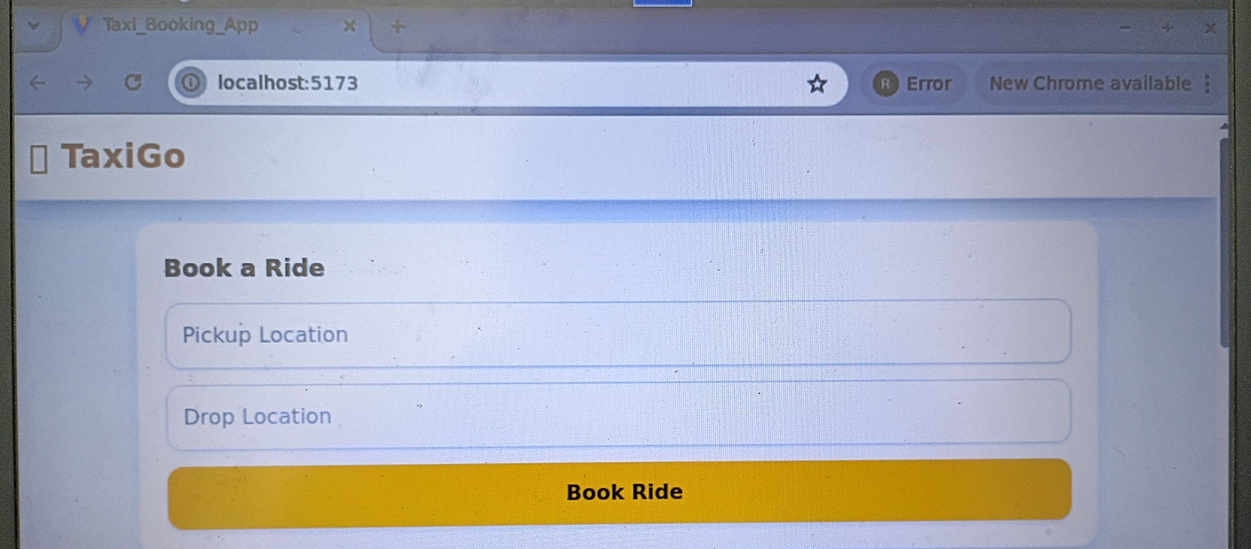 Taxi_Booking_App
localhost:5173
R Error
New Chrome available
TaxiGo
Book a Ride
Pickup Location
Drop Location
Book Ride